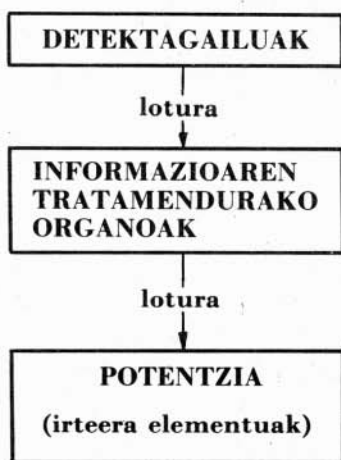 DETEKTAGAILUAK
lotura
INFORMAZIOAREN
TRATAMENDURAKO
ORGANOAK
lotura
POTENTZIA
(irteera elementuak)